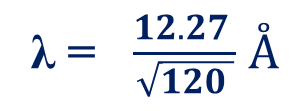 λ = 12.27 / √120 Å